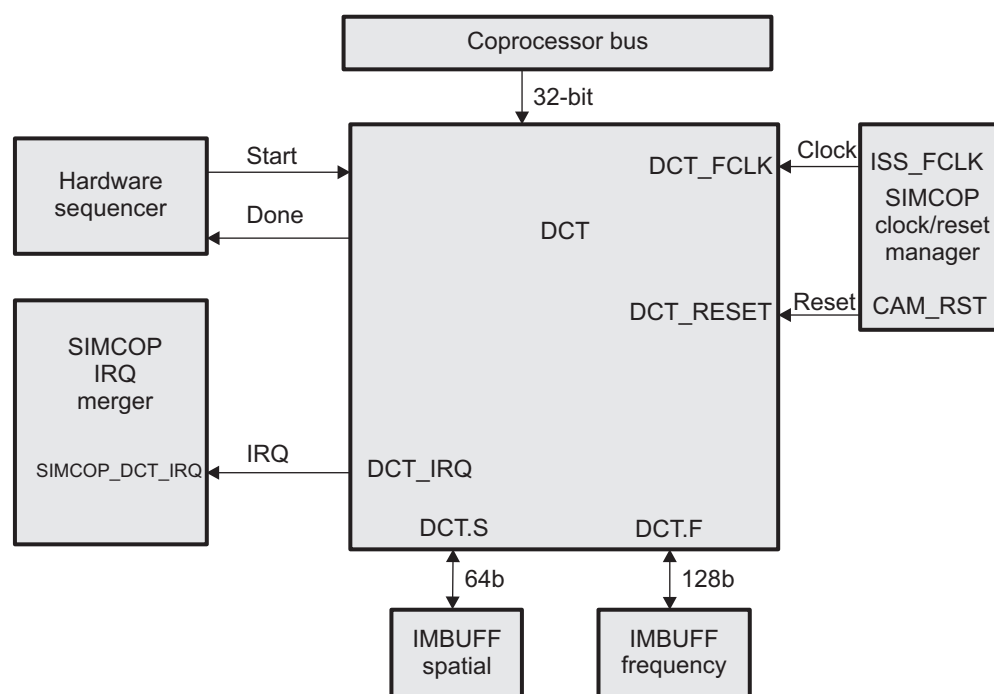 Coprocessor bus
32-bit
Hardware
sequencer
Start
Done
DCT_FCLK
Clock
ISS_FCLK
SIMCOP
clock/reset
manager
DCT
DCT_RESET
Reset
CAM_RST
SIMCOP
IRQ
merger
SIMCOP_DCT_IRQ
IRQ
DCT_IRQ
DCT.S
DCT.F
64b
128b
IMBUFF
spatial
IMBUFF
frequency